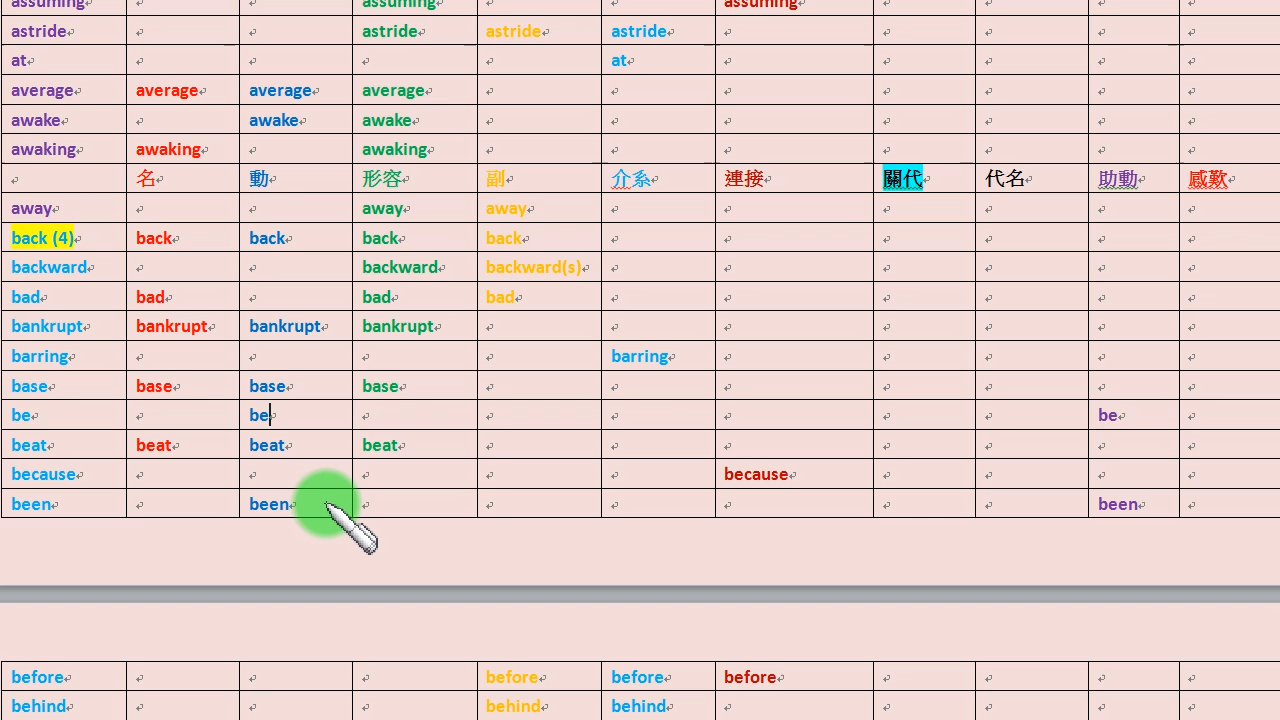 assuming assuming assuming
astride astride astride astride
at at
average average average average
awake awake awake
awaking awaking awaking
名 動 形容 副 介系 連接 關代 代名 助動 感歎
away away away
back (4) back back back back
backward backward backward(s)
bad bad bad bad
bankrupt bankrupt bankrupt bankrupt
barring barring
base base base base
be be be
beat beat beat beat
because because
been been been
before before before before
behind behind behind